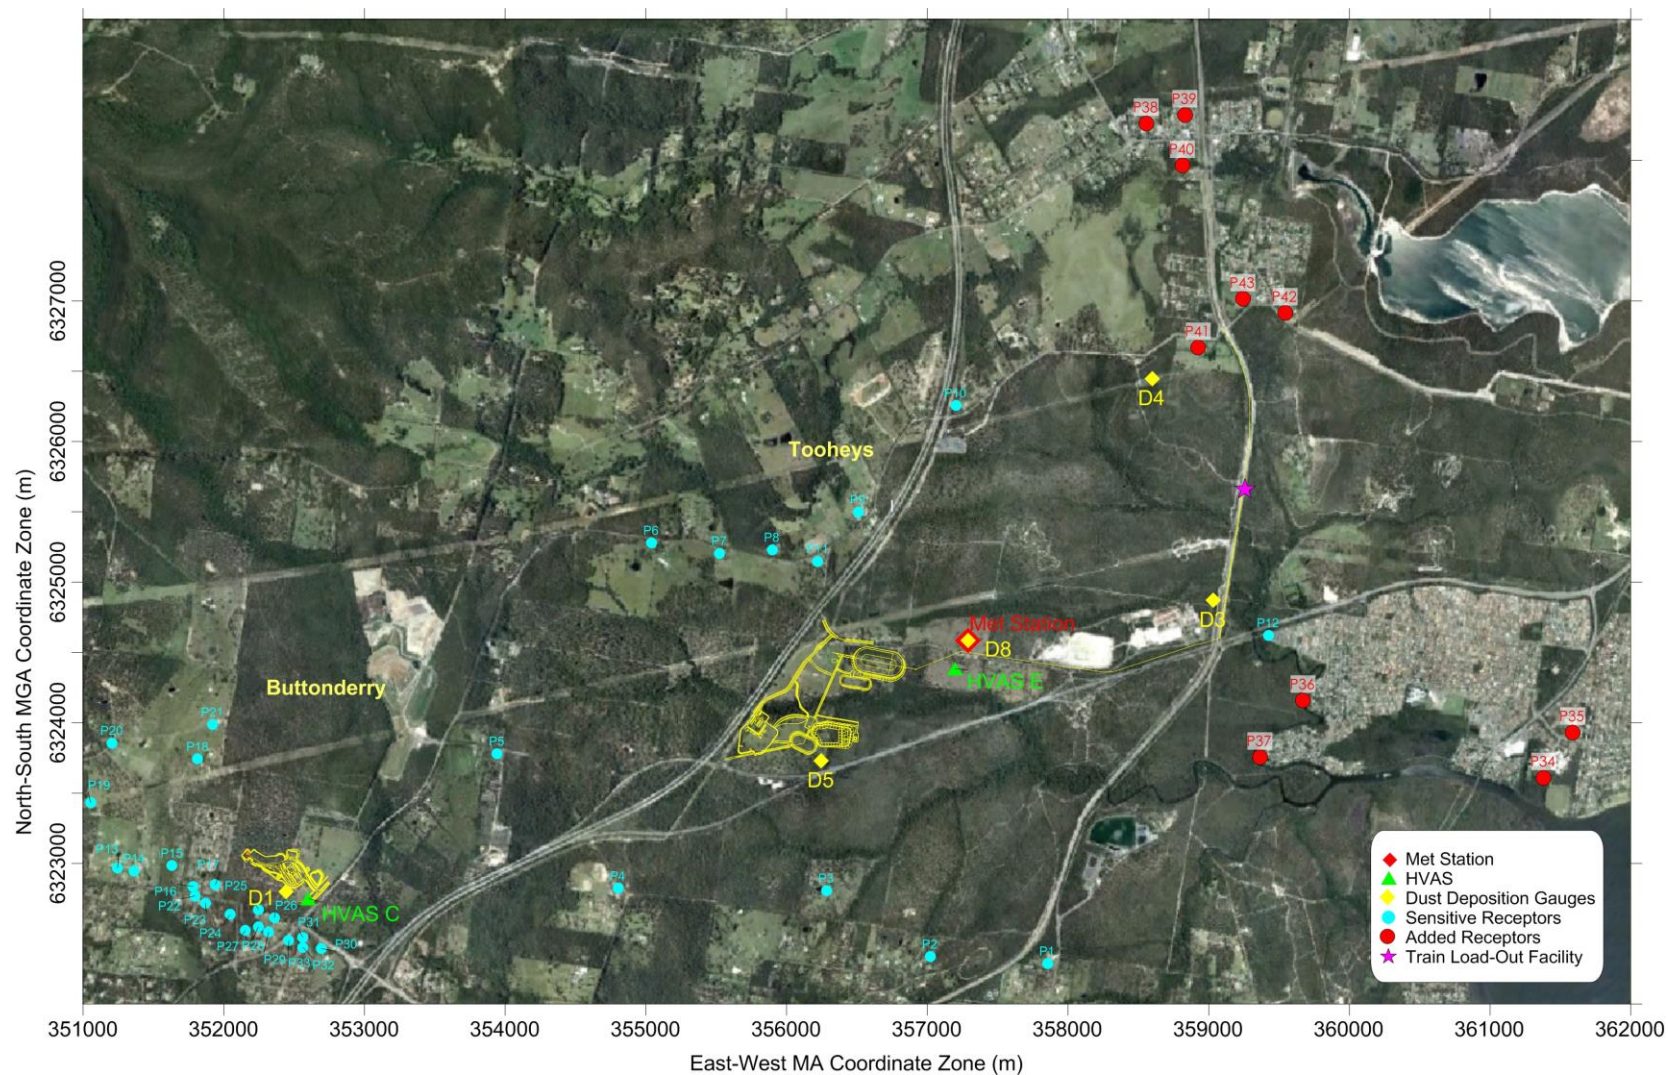 P38
P39
P40
P43
P42
P41
D4
P10
Tooheys
P9
P6
P7
P8
P11
D3
P12
Met Station
D8
HVAS E
Buttonderry
P36
P20
P21
P18
P5
P35
P37
P34
D5
P19
P13
P14
P15
P17
P16
P25
D1
P22
P26
HVAS C
P23
P24
P31
P27
P28
P30
P29
P33
P32
P4
P3
P2
P1
Met Station
HVAS
Dust Deposition Gauges
Sensitive Receptors
Added Receptors
Train Load-Out Facility
North-South MGA Coordinate Zone (m)
6327000
6326000
6325000
6324000
6323000
351000 352000 353000 354000 355000 356000 357000 358000 359000 360000 361000 362000
East-West MA Coordinate Zone (m)